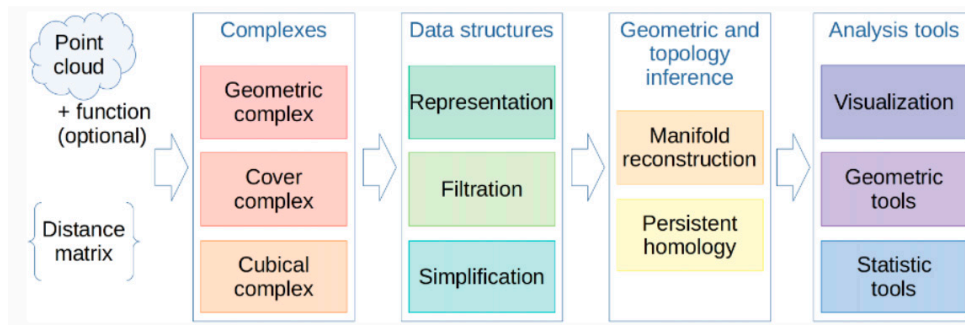 Point
cloud
+ function
(optional)
Distance
matrix
Complexes
Geometric
complex
Cover
complex
Cubical
complex
Data structures
Representation
Filtration
Simplification
Geometric and
topology
inference
Manifold
reconstruction
Persistent
homology
Analysis tools
Visualization
Geometric
tools
Statistic
tools